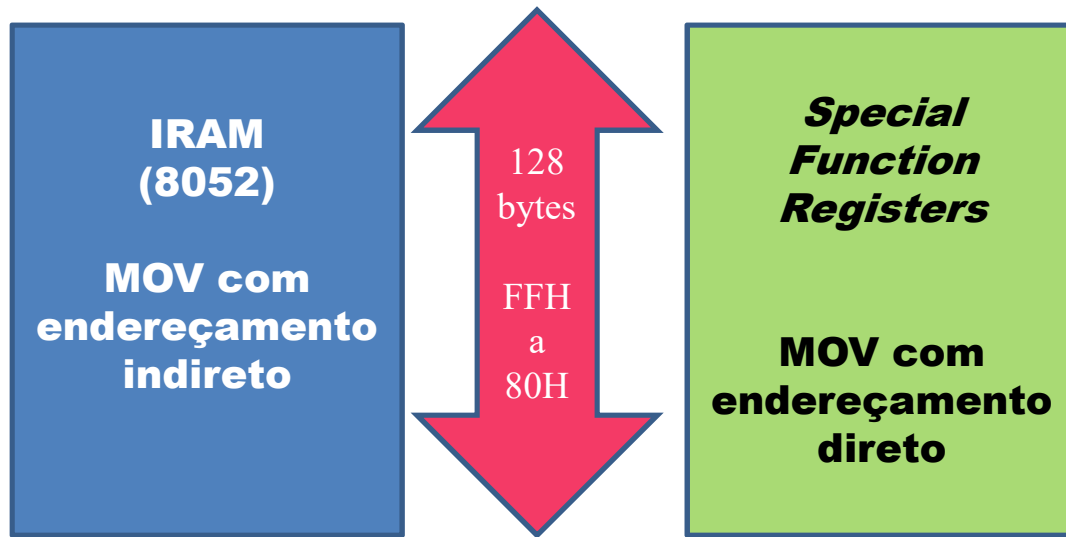 IRAM
(8052)
MOV com
endereçamento
indireto
128
bytes
FFH
a
80H
Special
Function
Registers
MOV com
endereçamento
direto